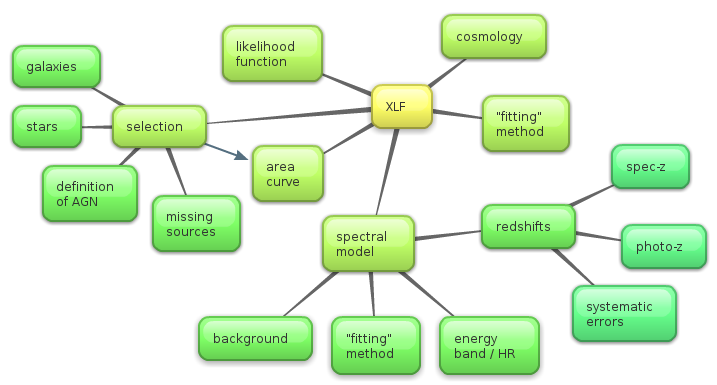 likelihood
function
cosmology
galaxies
XLF
"fitting"
method
stars
selection
area
curve
spec-z
definition
of AGN
missing
sources
spectral
model
redshifts
photo-z
systematic
errors
background
"fitting"
method
energy
band / HR